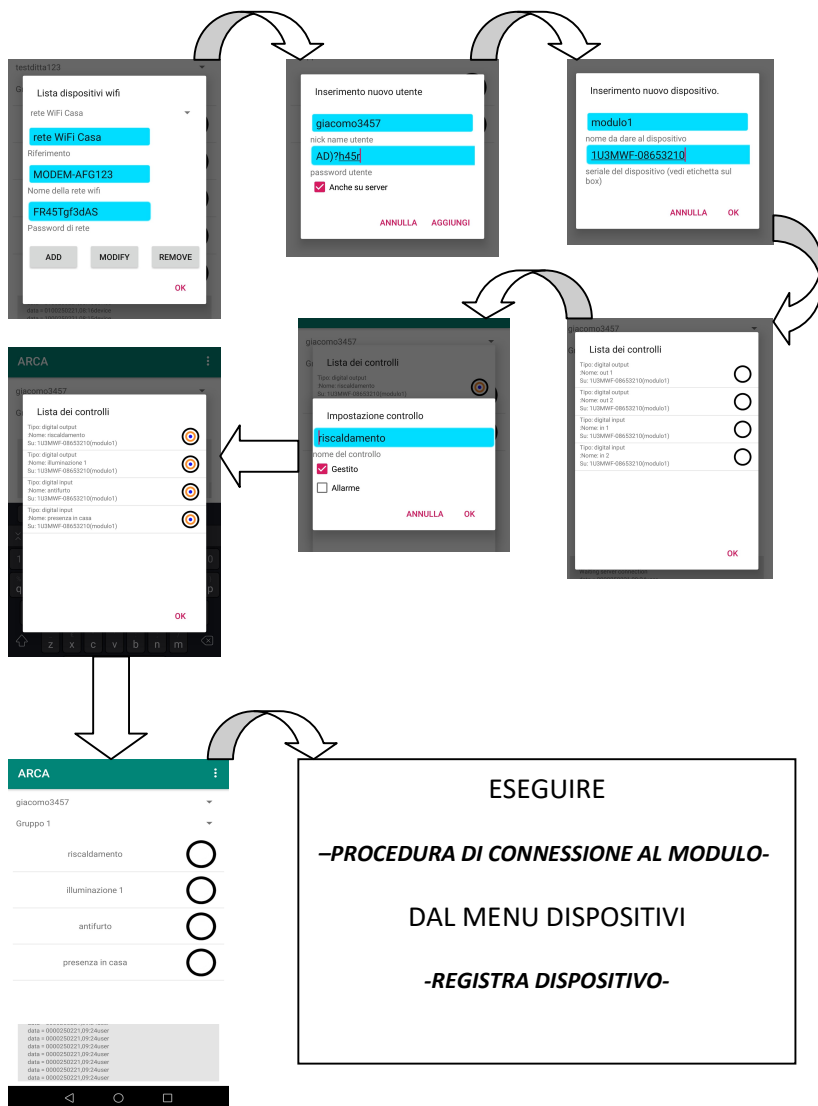 testditta123
Lista dispositivi wifi
rete WiFi Casa
rete WiFi Casa
Riferimento
MODEM-AFG123
Nome della rete wifi
FR45Tgf3dAS
Password di rete
ADD MODIFY REMOVE
OK
data = 0100250221,08:16device
Inserimento nuovo utente
giacomo3457
nick name utente
AD)?h45r
password utente
Anche su server
ANNULLA AGGIUNGI
Inserimento nuovo dispositivo.
modulo1
nome da dare al dispositivo
1U3MWF-08653210
seriale del dispositivo (vedi etichetta sul
box)
ANNULLA OK
giacomo3457
Lista dei controlli
Tipo: digital output
:Nome: out 1
Su: 1U3MWF-08653210(modulo1)
Tipo: digital output
:Nome: out 2
Su: 1U3MWF-08653210(modulo1)
Tipo: digital input
:Nome: in 1
Su: 1U3MWF-08653210(modulo1)
Tipo: digital input
:Nome: in 2
Su: 1U3MWF-08653210(modulo1)
OK
giacomo3457
Lista dei controlli
Tipo: digital output
:Nome: riscaldamento
Su: 1U3MWF-08653210(modulo1)
Impostazione controllo
riscaldamento
nome del controllo
Gestito
Allarme
ANNULLA OK
ARCA
giacomo3457
Lista dei controlli
Tipo: digital output
:Nome: riscaldamento
Su: 1U3MWF-08653210(modulo1)
Tipo: digital output
:Nome: illuminazione 1
Su: 1U3MWF-08653210(modulo1)
Tipo: digital input
:Nome: antifurto
Su: 1U3MWF-08653210(modulo1)
Tipo: digital input
:Nome: presenza in casa
Su: 1U3MWF-08653210(modulo1)
OK
z x c v b n m
ARCA
giacomo3457
Gruppo 1
riscaldamento
illuminazione 1
antifurto
presenza in casa
data = 0000250221,09:24user
data = 0000250221,09:24user
data = 0000250221,09:24user
data = 0000250221,09:24user
data = 0000250221,09:24user
data = 0000250221,09:24user
data = 0000250221,09:24user
ESEGUIRE
–PROCEDURA DI CONNESSIONE AL MODULO-
DAL MENU DISPOSITIVI
-REGISTRA DISPOSITIVO-